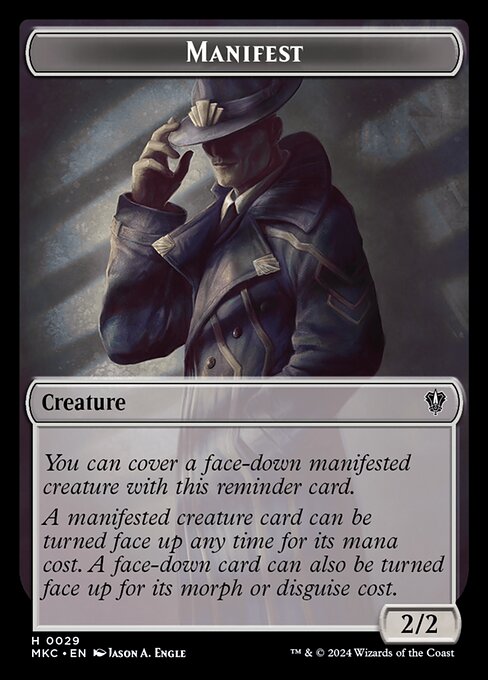 MANIFEST
Creature
You can cover a face-down manifested
creature with this reminder card.
A manifested creature card can be
turned face up any time for its mana
cost. A face-down card can also be turned
face up for its morph or disguise cost.
2/2
H 0029
MKC • EN JASON A. ENGLE
™ & © 2024 Wizards of the Coast